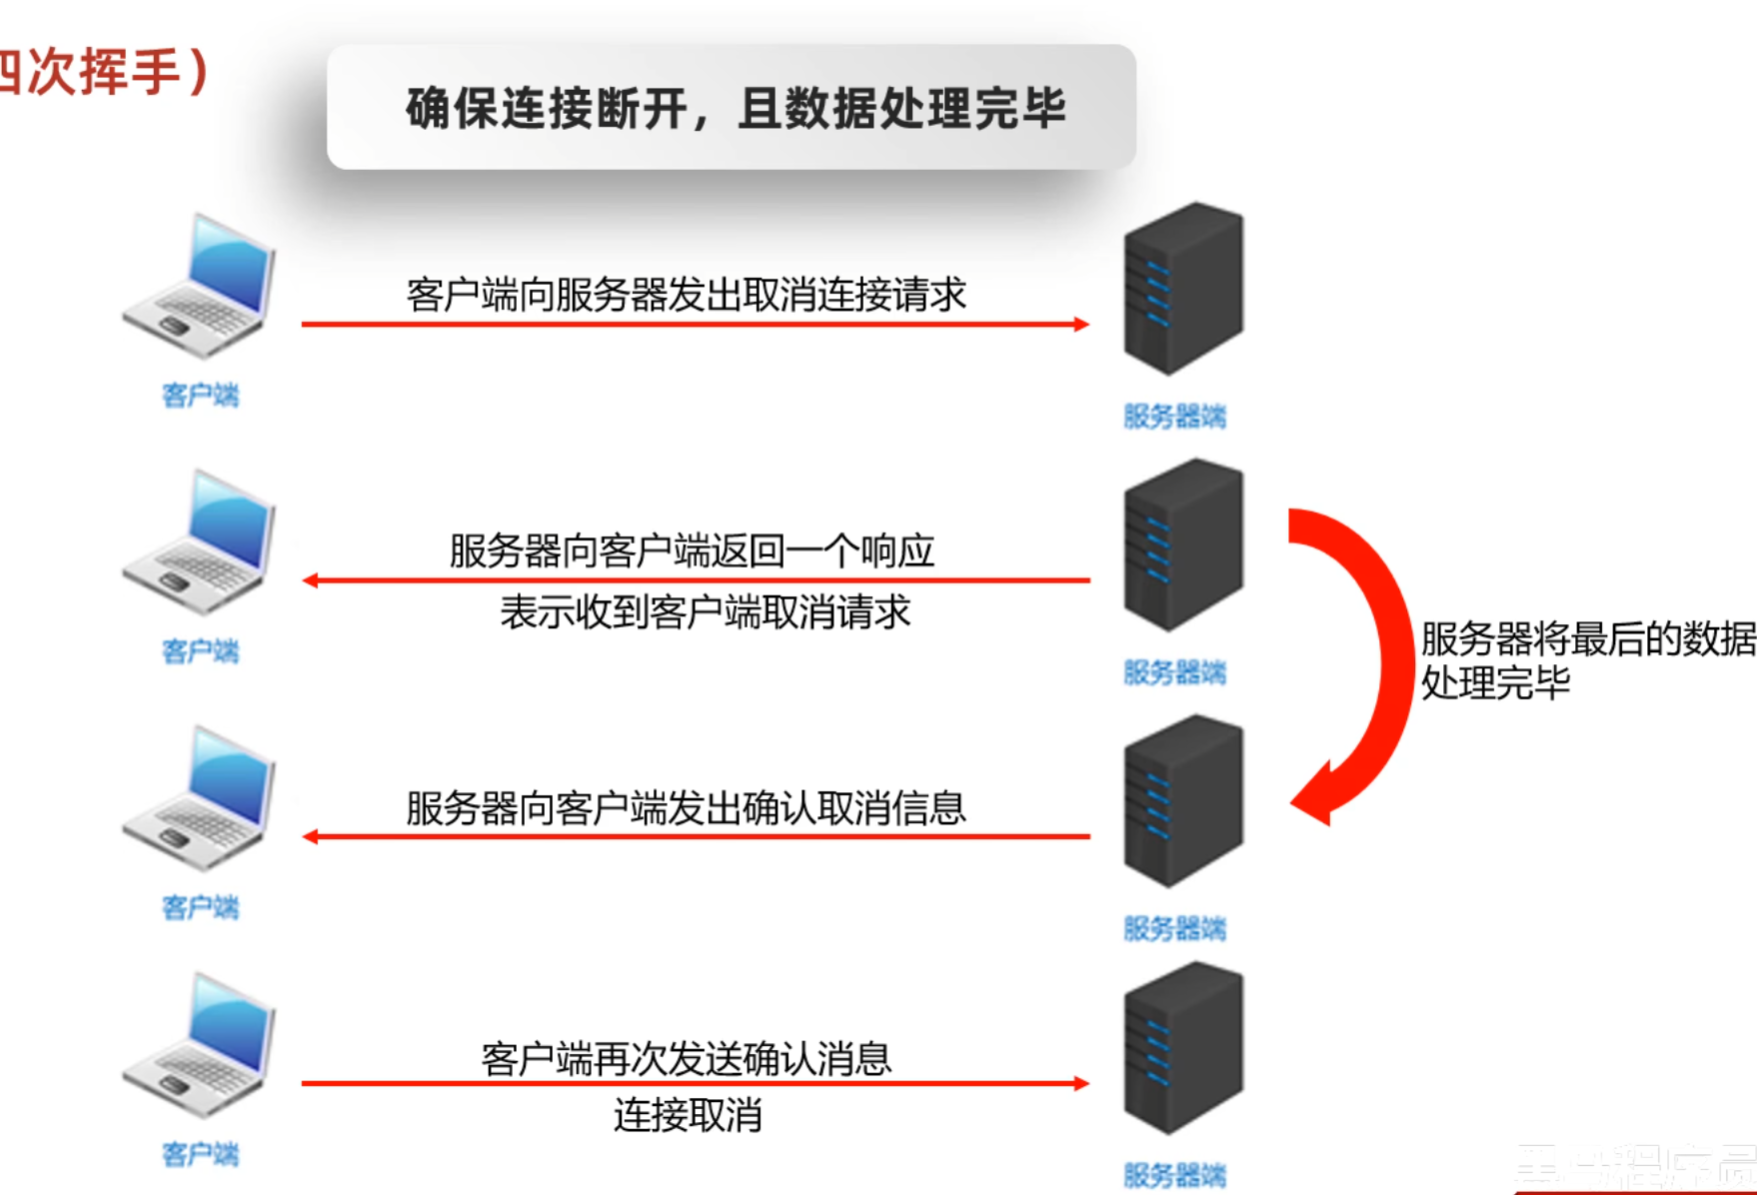 四次挥手)
确保连接断开，且数据处理完毕
客户端向服务器发出取消连接请求
客户端
服务器端
服务器向客户端返回一个响应
表示收到客户端取消请求
客户端
服务器端
服务器将最后的数据
处理完毕
服务器向客户端发出确认取消信息
客户端
服务器端
客户端再次发送确认消息
连接取消
客户端
服务器端
黑马程序员